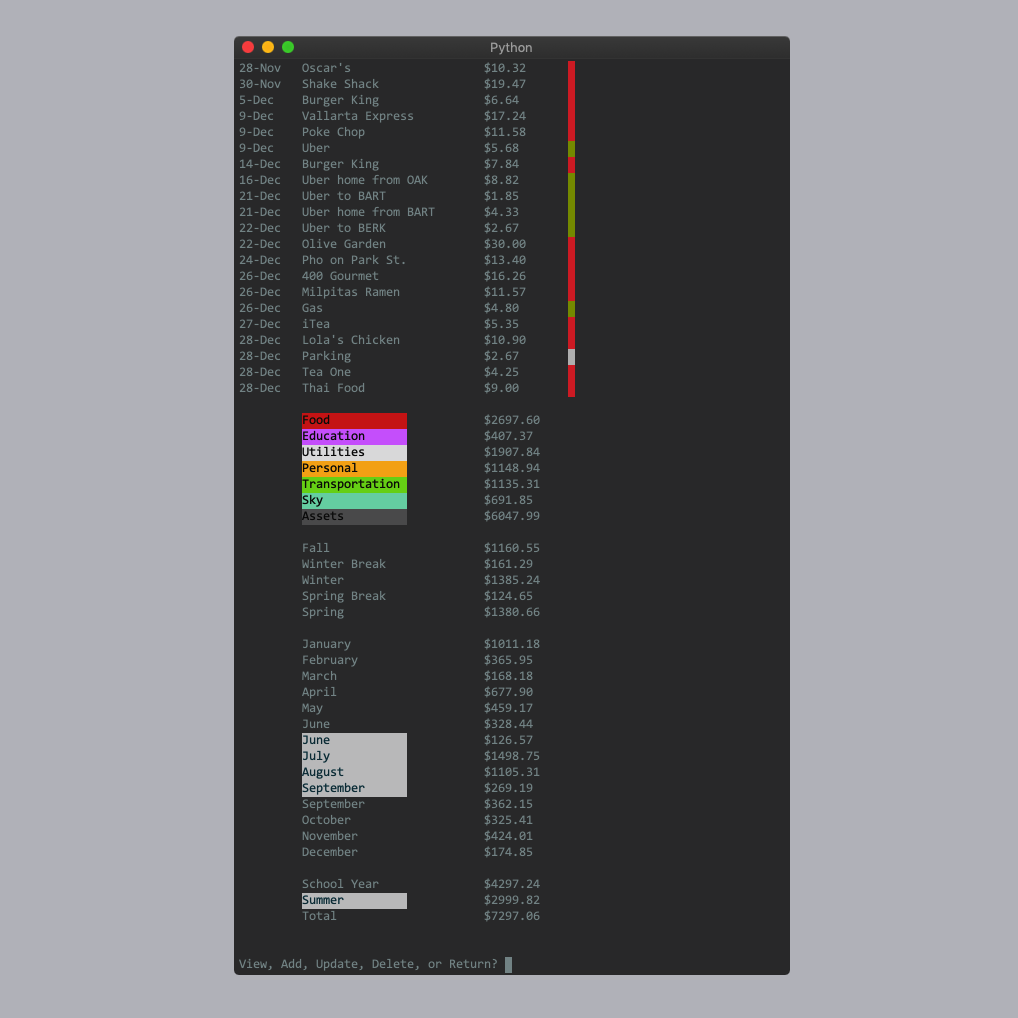 Python
28-Nov Oscar's $10.32
30-Nov Shake Shack $19.47
5-Dec Burger King $6.64
9-Dec Vallarta Express $17.24
9-Dec Poke Chop $11.58
9-Dec Uber $5.68
14-Dec Burger King $7.84
16-Dec Uber home from OAK $8.82
21-Dec Uber to BART $1.85
21-Dec Uber home from BART $4.33
22-Dec Uber to BERK $2.67
22-Dec Olive Garden $30.00
24-Dec Pho on Park St. $13.40
26-Dec 400 Gourmet $16.26
26-Dec Milpitas Ramen $11.57
26-Dec Gas $4.80
27-Dec iTea $5.35
28-Dec Lola's Chicken $10.90
28-Dec Parking $2.67
28-Dec Tea One $4.25
28-Dec Thai Food $9.00
Food $2697.60
Education $407.37
Utilities $1907.84
Personal $1148.94
Transportation $1135.31
Sky $691.85
Assets $6047.99
Fall $1160.55
Winter Break $161.29
Winter $1385.24
Spring Break $124.65
Spring $1380.66
January $1011.18
February $365.95
March $168.18
April $677.90
May $459.17
June $328.44
June $126.57
July $1498.75
August $1105.31
September $269.19
September $362.15
October $325.41
November $424.01
December $174.85
School Year $4297.24
Summer $2999.82
Total $7297.06
View, Add, Update, Delete, or Return?